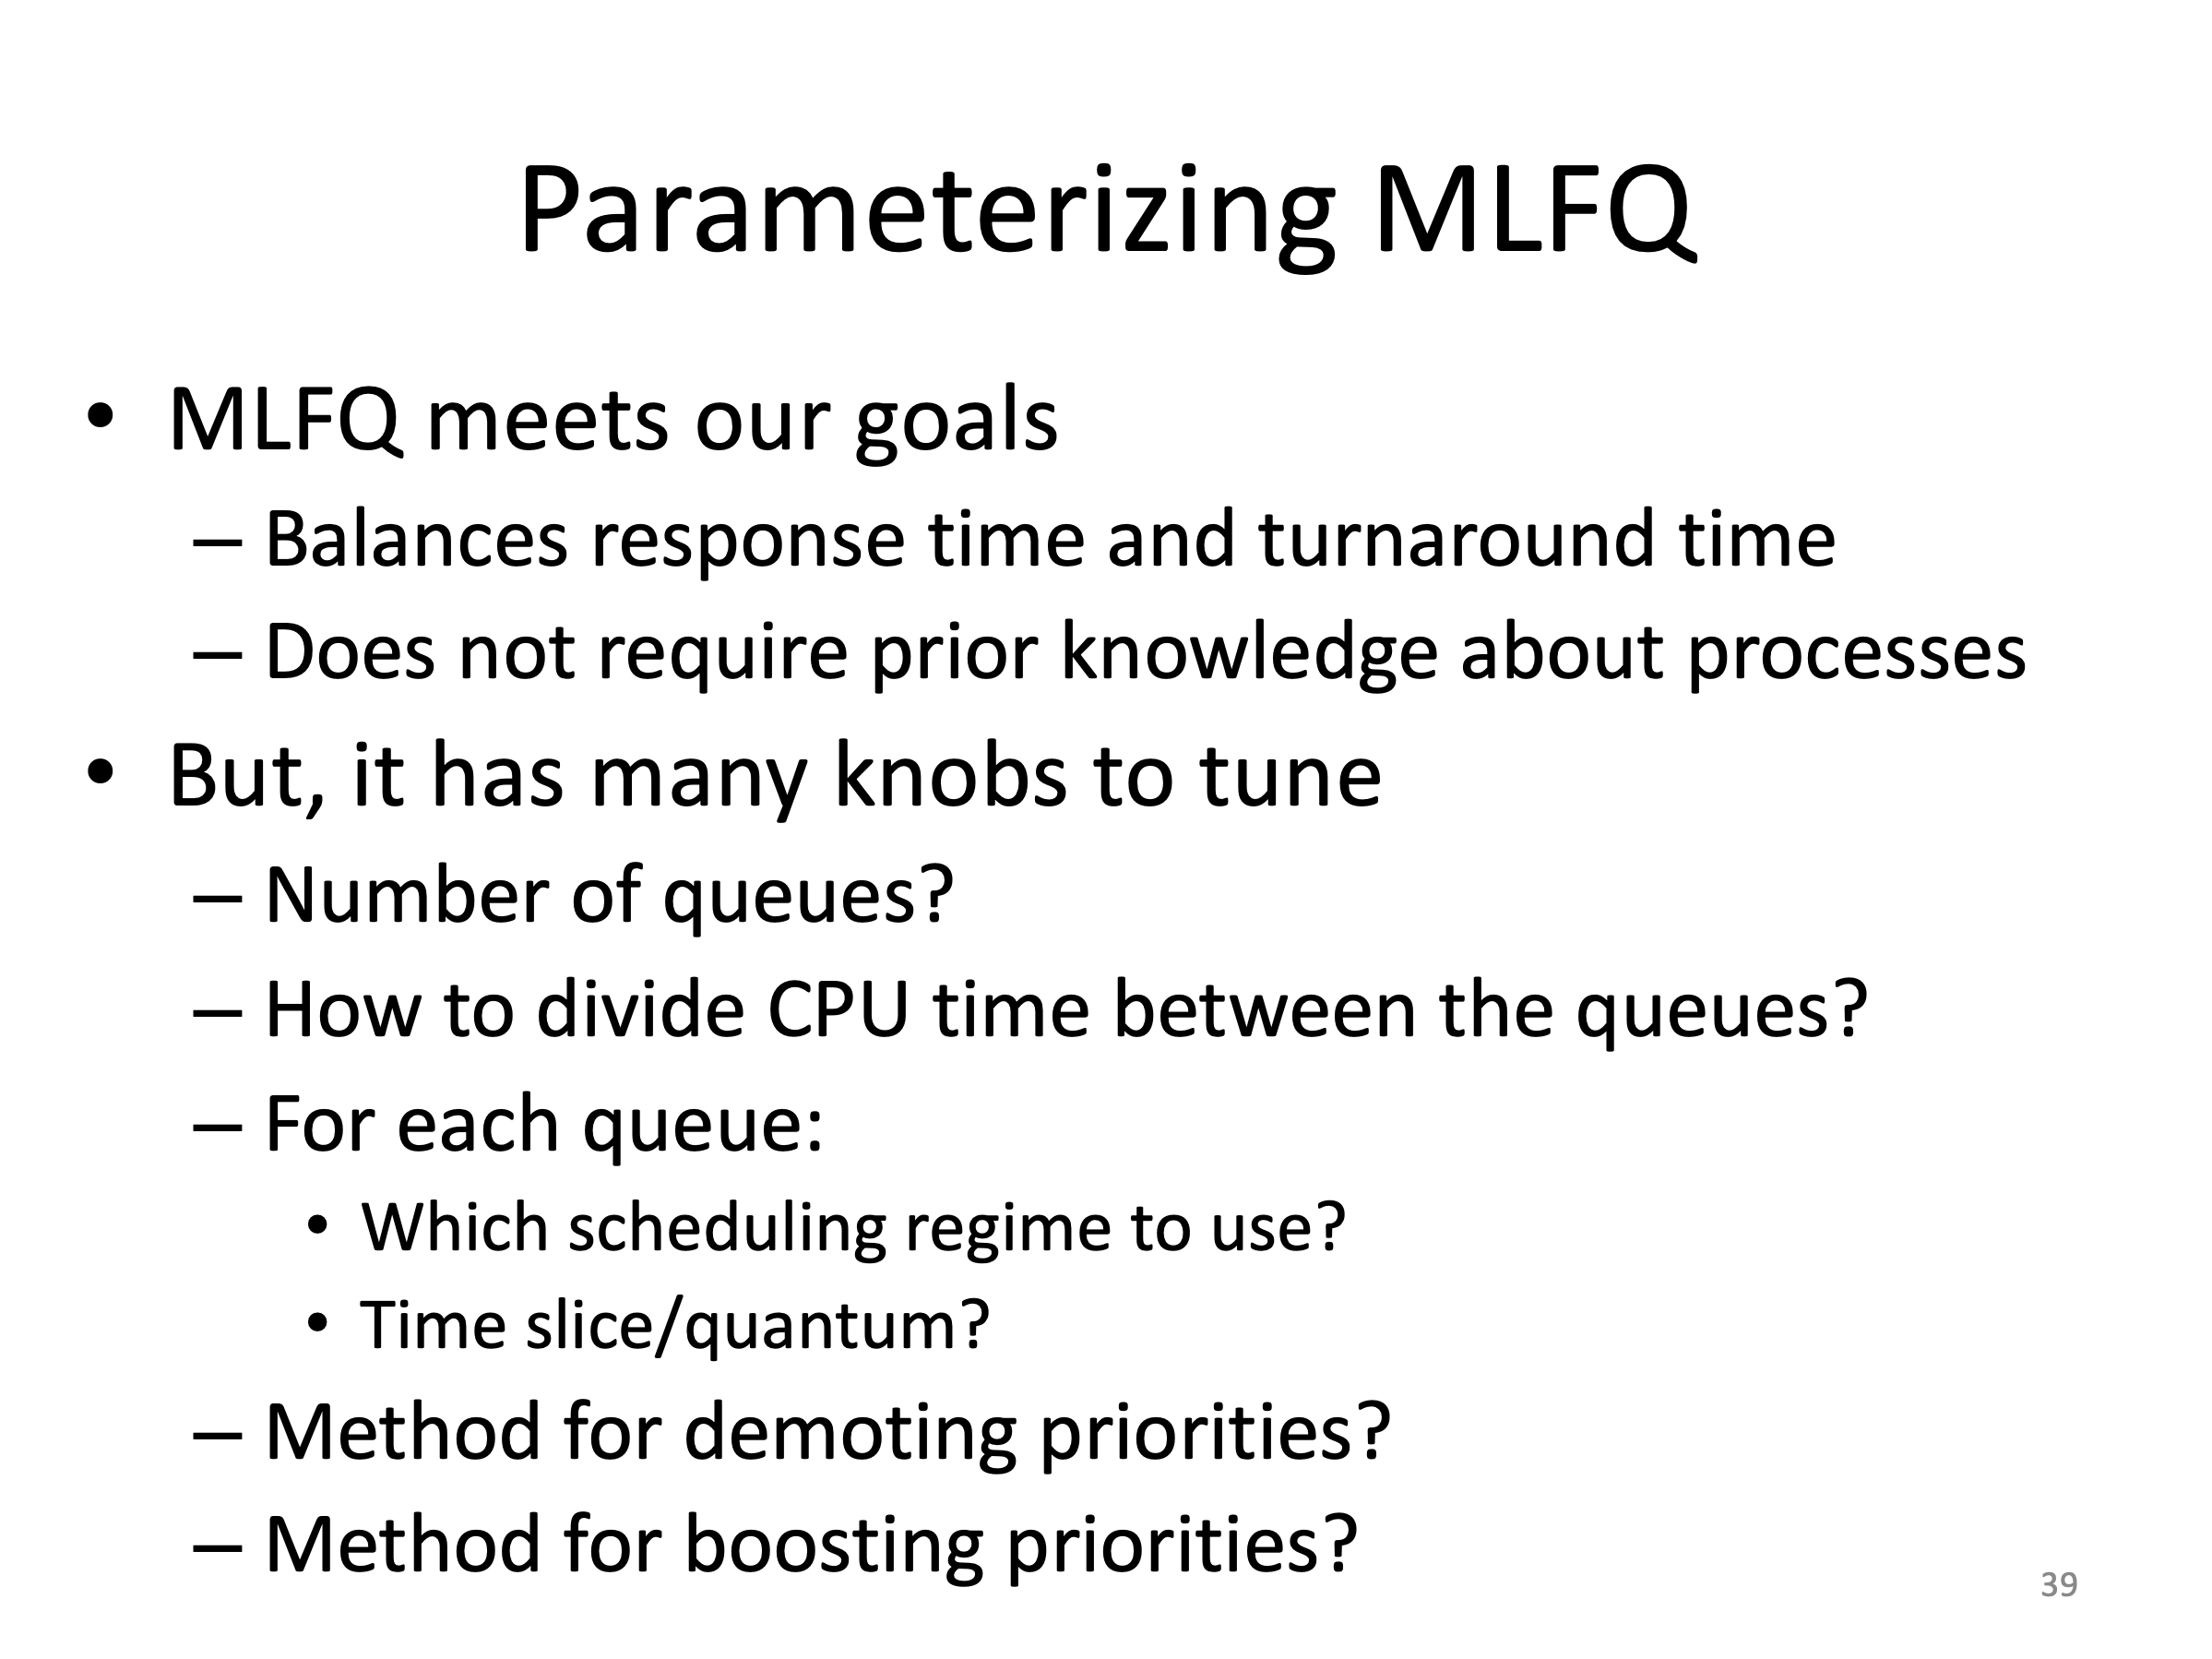 Parameterizing MLFQ
• MLFQ meets our goals
– Balances response time and turnaround time
– Does not require prior knowledge about processes
• But, it has many knobs to tune
– Number of queues?
– How to divide CPU time between the queues?
– For each queue:
• Which scheduling regime to use?
• Time slice/quantum?
– Method for demoting priorities?
– Method for boosting priorities?
39